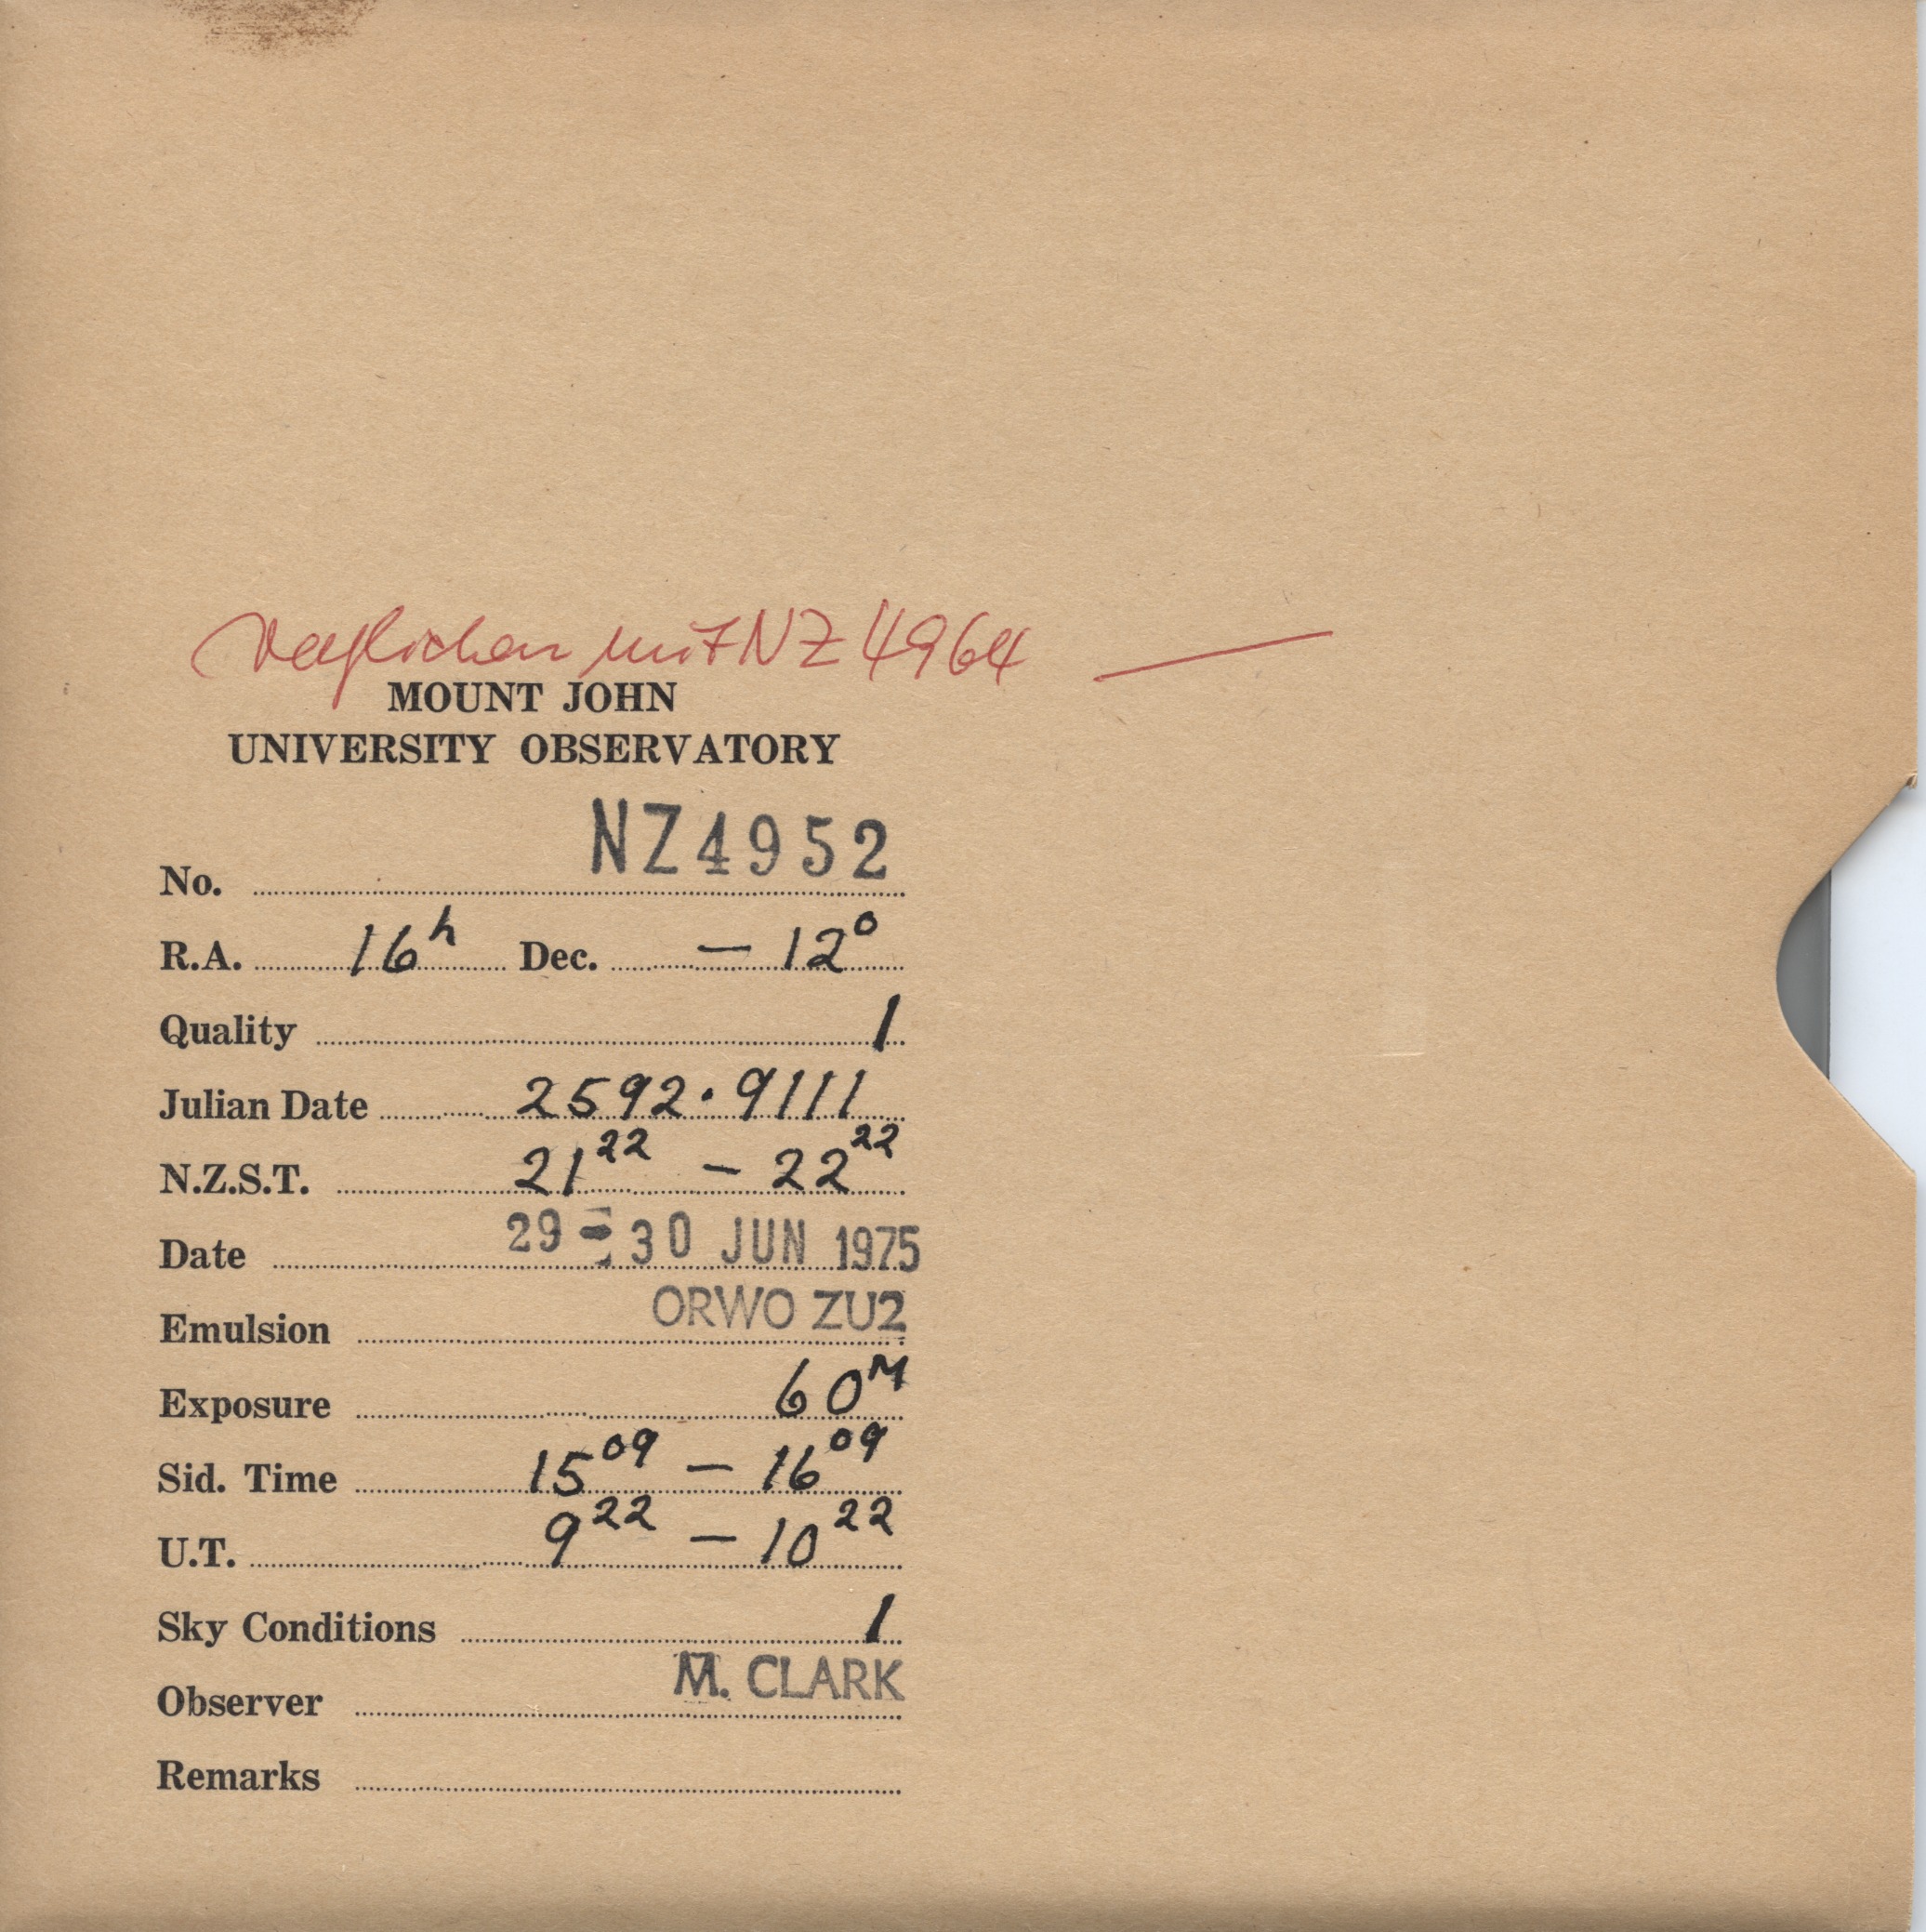 verglichen mit NZ 4964 —
MOUNT JOHN
UNIVERSITY OBSERVATORY
No. NZ4952
R.A. 16h Dec. – 12°
Quality 1
Julian Date 2592.9111
N.Z.S.T. 21 22 – 22 22
Date 29 - 30 JUN 1975
Emulsion ORWO ZU2
Exposure 60M
Sid. Time 15 09 – 16 09
U.T. 9 22 – 10 22
Sky Conditions 1
Observer M. CLARK
Remarks